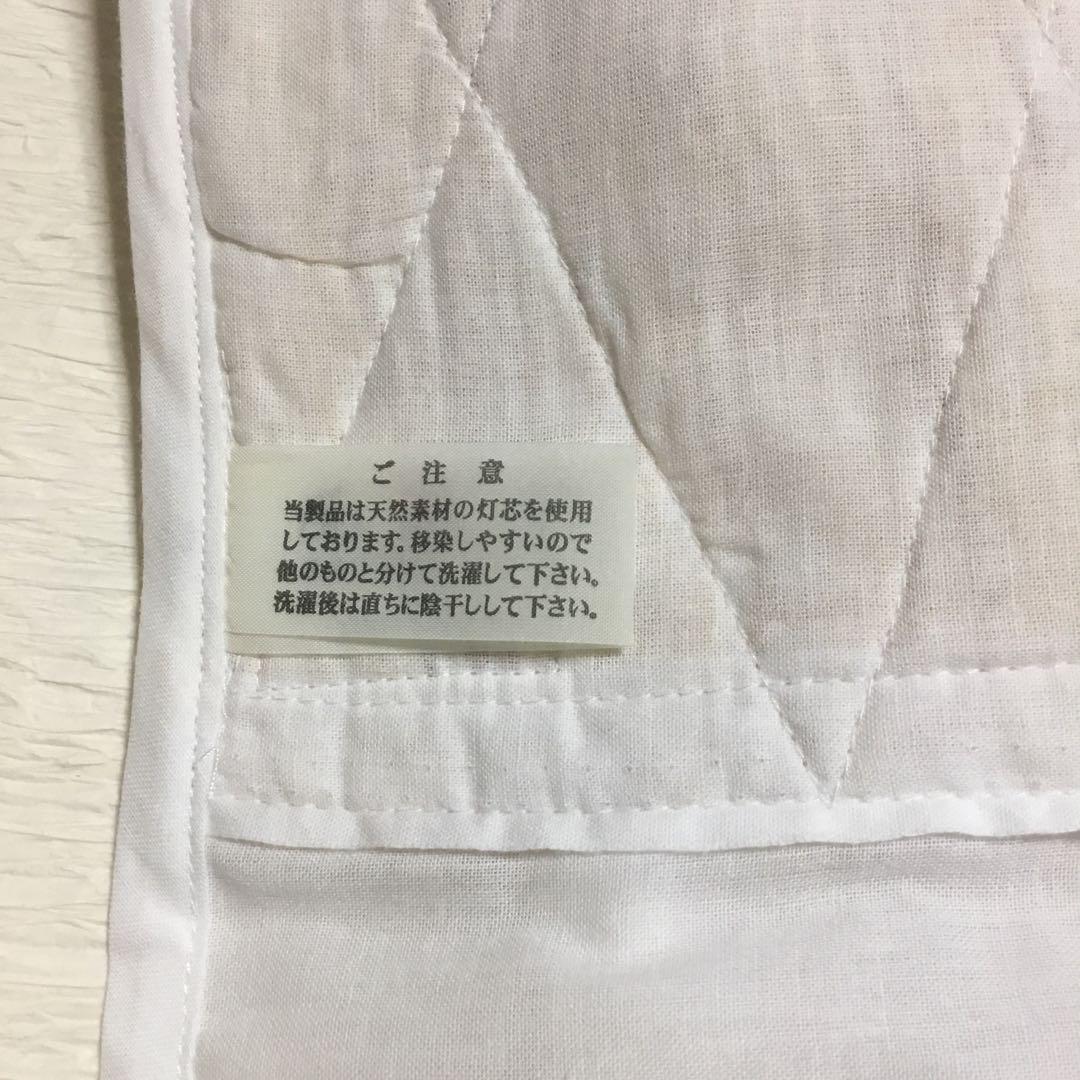 ご注意
当製品は天然素材の灯芯を使用
しております。移染しやすいので
他のものと分けて洗濯して下さい。
洗濯後は直ちに陰干しして下さい。